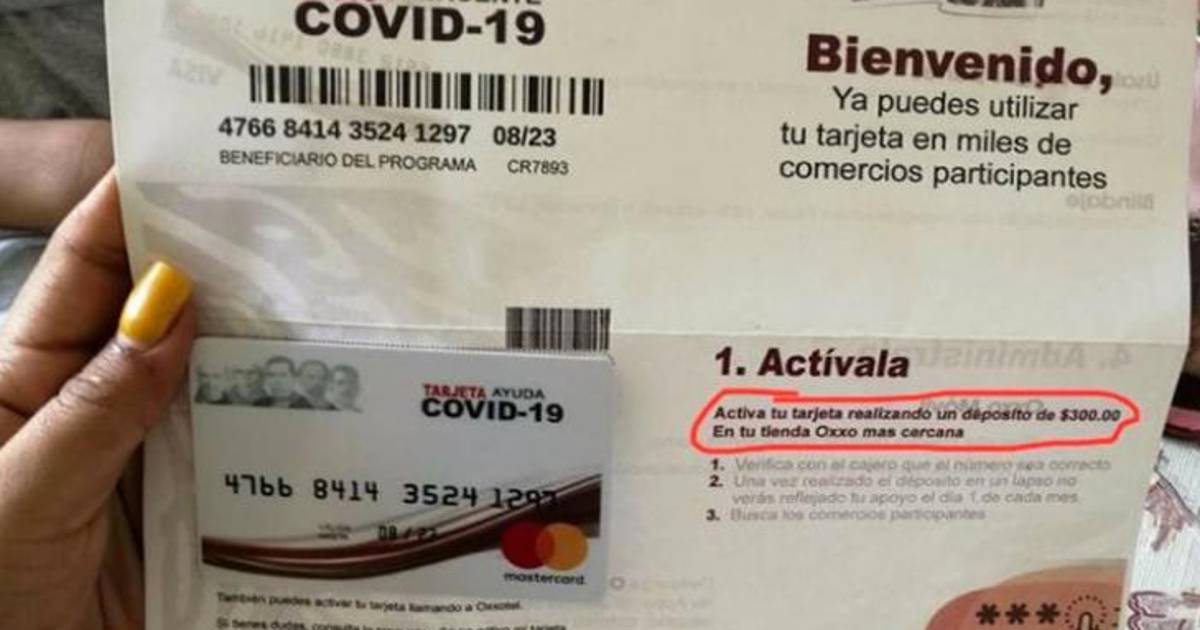 COVID-19
4766 8414 3524 1297 08/23
BENEFICIARIO DEL PROGRAMA CR7893
Bienvenido,
Ya puedes utilizar
tu tarjeta en miles de
comercios participantes
TARJETA AYUDA
COVID-19
4766 8414 3524 1297
mastercard
También puedes activar tu tarjeta llamando a Oxxotel.
1. Actívala
Activa tu tarjeta realizando un deposito de $300.00
En tu tienda Oxxo mas cercana
1. Verifica con el cajero que el número sea correcto
2. Una vez realizado el depósito en un lapso no
verás reflejado tu apoyo el día 1 de cada mes
3. Busca los comercios participantes
***